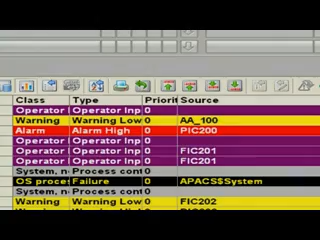 Class Type Priorit Source
Operator Operator Inp 0
Warning Warning Low 0 AA_100
Alarm Alarm High 0 PIC200
Operator Operator Inp 0
Operator Operator Inp 0 FIC201
Operator Operator Inp 0 FIC201
System, n Process cont 0
OS proces Failure 0 APACS$System
System, n Process cont 0
Warning Warning Low 0 FIC202